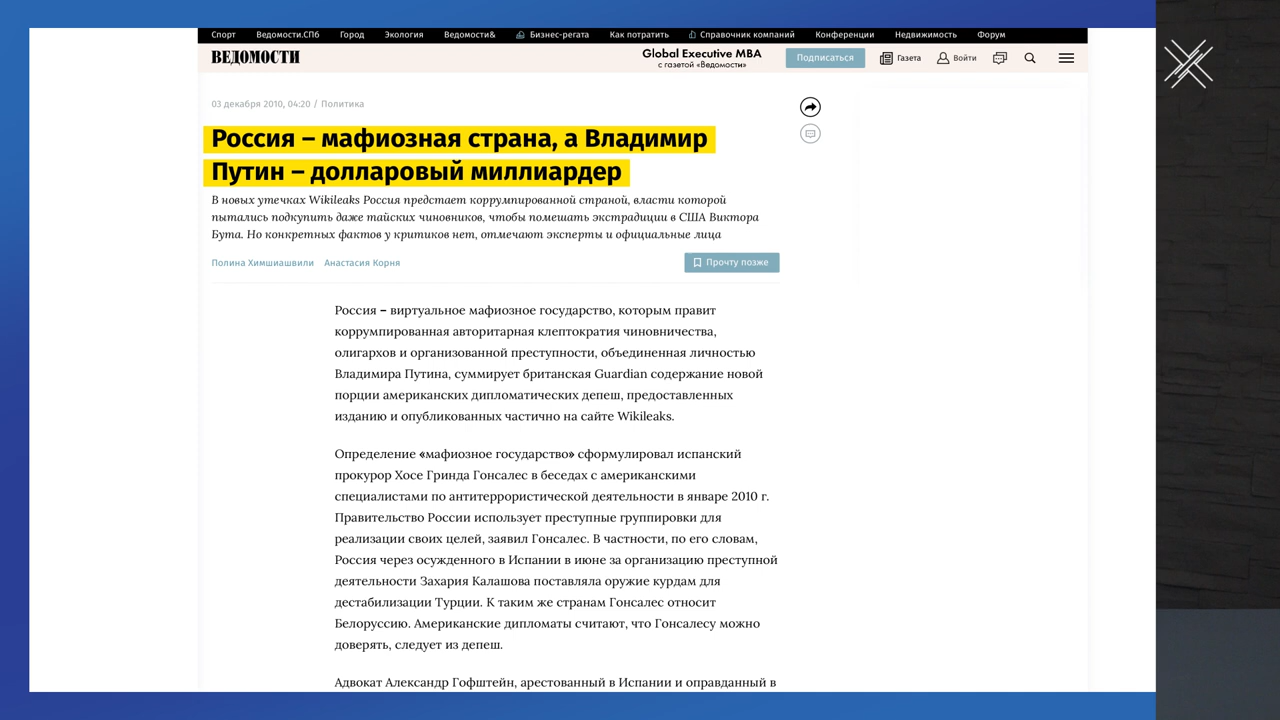 Спорт Ведомости.СПб Город Экология Ведомости& Бизнес-регата Как потратить Справочник компаний Конференции Недвижимость Форум
ВЕДОМОСТИ
Global Executive MBA
с газетой «Ведомости»
Подписаться
Газета
Войти
03 декабря 2010, 04:20 / Политика
Россия – мафиозная страна, а Владимир
Путин – долларовый миллиардер
В новых утечках Wikileaks Россия предстает коррумпированной страной, власти которой
пытались подкупить даже тайских чиновников, чтобы помешать экстрадиции в США Виктора
Бута. Но конкретных фактов у критиков нет, отмечают эксперты и официальные лица
Полина Химшиашвили Анастасия Корня
Прочту позже
Россия – виртуальное мафиозное государство, которым правит
коррумпированная авторитарная клептократия чиновничества,
олигархов и организованной преступности, объединенная личностью
Владимира Путина, суммирует британская Guardian содержание новой
порции американских дипломатических депеш, предоставленных
изданию и опубликованных частично на сайте Wikileaks.
Определение «мафиозное государство» сформулировал испанский
прокурор Хосе Гринда Гонсалес в беседах с американскими
специалистами по антитеррористической деятельности в январе 2010 г.
Правительство России использует преступные группировки для
реализации своих целей, заявил Гонсалес. В частности, по его словам,
Россия через осужденного в Испании в июне за организацию преступной
деятельности Захария Калашова поставляла оружие курдам для
дестабилизации Турции. К таким же странам Гонсалес относит
Белоруссию. Американские дипломаты считают, что Гонсалесу можно
доверять, следует из депеш.
Адвокат Александр Гофштейн, арестованный в Испании и оправданный в